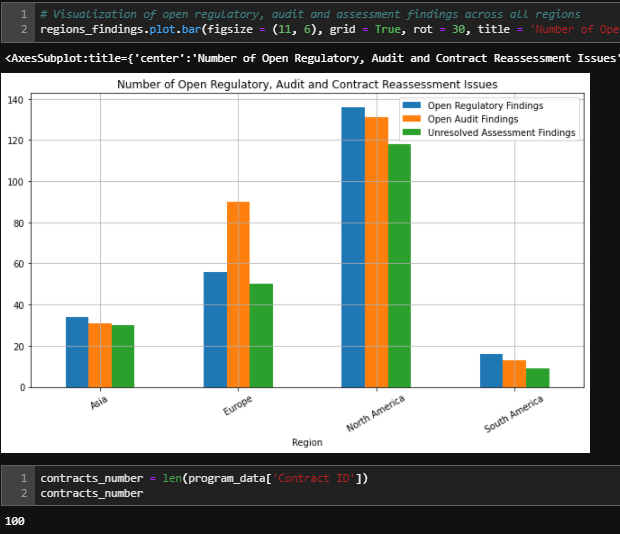 1 # Visualization of open regulatory, audit and assessment findings across all regions
2 regions_findings.plot.bar(figsize = (11, 6), grid = True, rot = 30, title = 'Number of Ope
<AxesSubplot:title={'center':'Number of Open Regulatory, Audit and Contract Reassessment Issues'
Number of Open Regulatory, Audit and Contract Reassessment Issues
Open Regulatory Findings
Open Audit Findings
Unresolved Assessment Findings
140
120
100
80
60
40
20
0
Asia Europe North America South America
Region
1 contracts_number = len(program_data['Contract ID'])
2 contracts_number
100